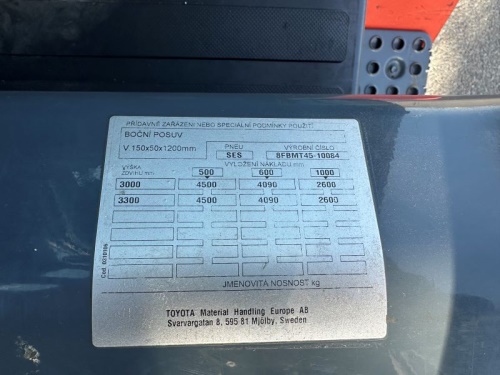 PŘÍDAVNÉ ZAŘÍZENÍ NEBO SPECIÁLNÍ PODMÍNKY POUŽITÍ
BOČNÍ POSUV
V.150x50x1200mm
PNEU
SES
VÝROBNÍ ČÍSLO
8FBMT45-10084
VÝŠKA ZDVIHU mm
VYLOŽENÍ NÁKLADU mm
500 600 1000
3000 4500 4090 2600
3300 4500 4090 2600
JMENOVITÁ NOSNOST kg
TOYOTA Material Handling Europe AB
Svarvargatan 8, 595 81 Mjölby, Sweden